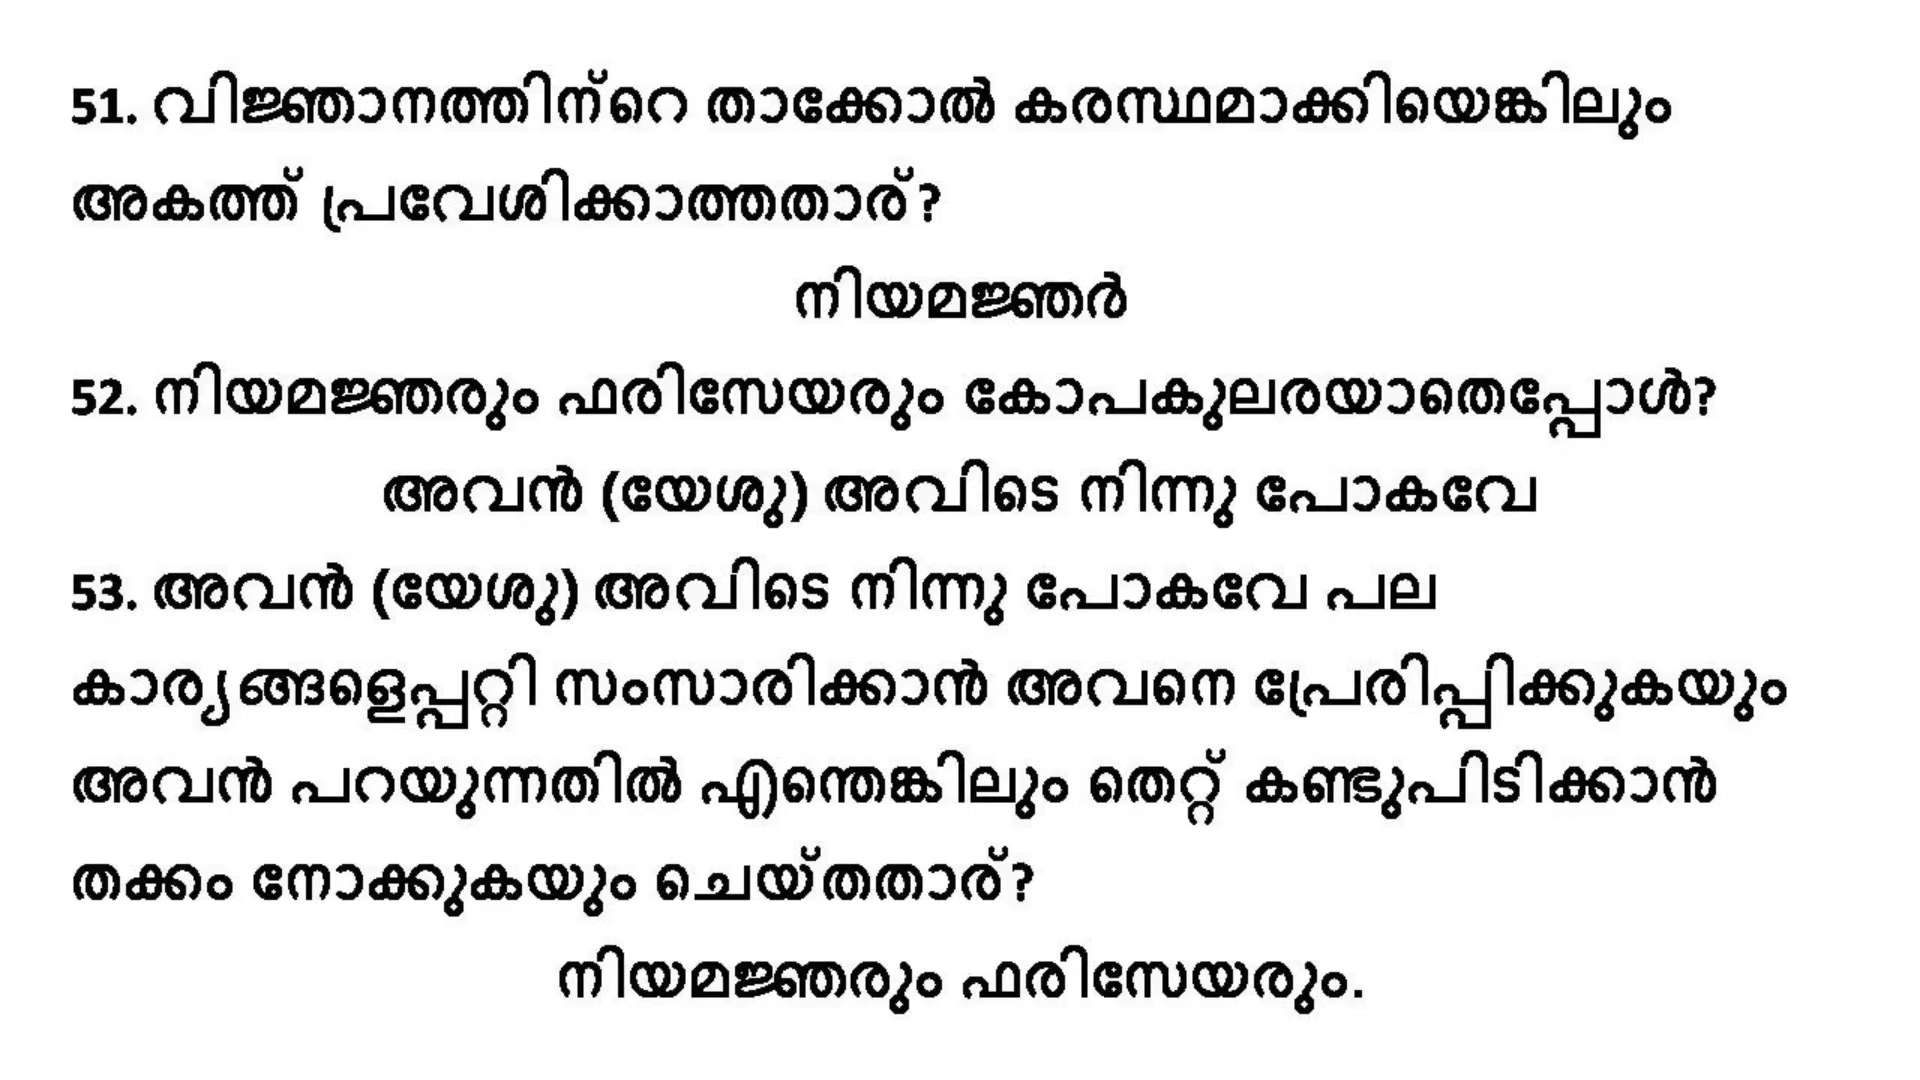 51. വിജ്ഞാനത്തിന്റെ താക്കോൽ കരസ്ഥമാക്കിയെങ്കിലും
അകത്ത് പ്രവേശിക്കാത്തതാര്?
നിയമജ്ഞർ
52. നിയമജ്ഞരും ഫരിസേയരും കോപകുലരയാതെപ്പോൾ?
അവൻ (യേശു) അവിടെ നിന്നു പോകവേ
53. അവൻ (യേശു) അവിടെ നിന്നു പോകവേ പല
കാര്യങ്ങളെപ്പറ്റി സംസാരിക്കാൻ അവനെ പ്രേരിപ്പിക്കുകയും
അവൻ പറയുന്നതിൽ എന്തെങ്കിലും തെറ്റ് കണ്ടുപിടിക്കാൻ
തക്കം നോക്കുകയും ചെയ്തതാര്?
നിയമജ്ഞരും ഫരിസേയരും.